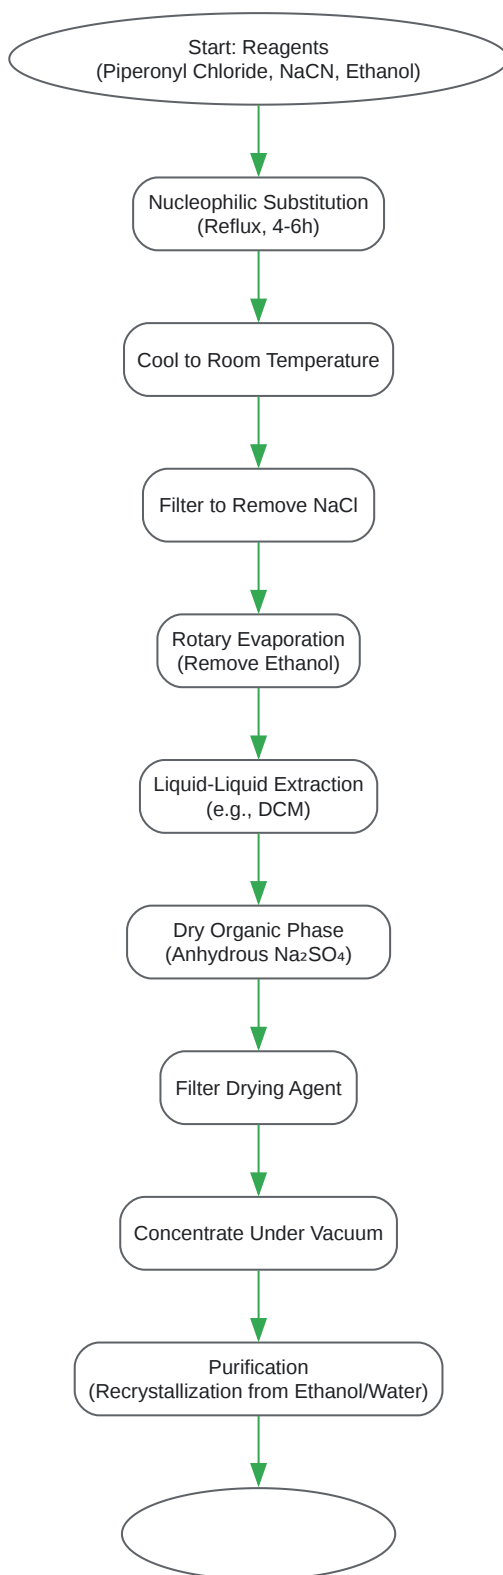 Start: Reagents
(Piperonyl Chloride, NaCN, Ethanol)
Nucleophilic Substitution
(Reflux, 4-6h)
Cool to Room Temperature
Filter to Remove NaCl
Rotary Evaporation
(Remove Ethanol)
Liquid-Liquid Extraction
(e.g., DCM)
Dry Organic Phase
(Anhydrous Na₂SO₄)
Filter Drying Agent
Concentrate Under Vacuum
Purification
(Recrystallization from Ethanol/Water)